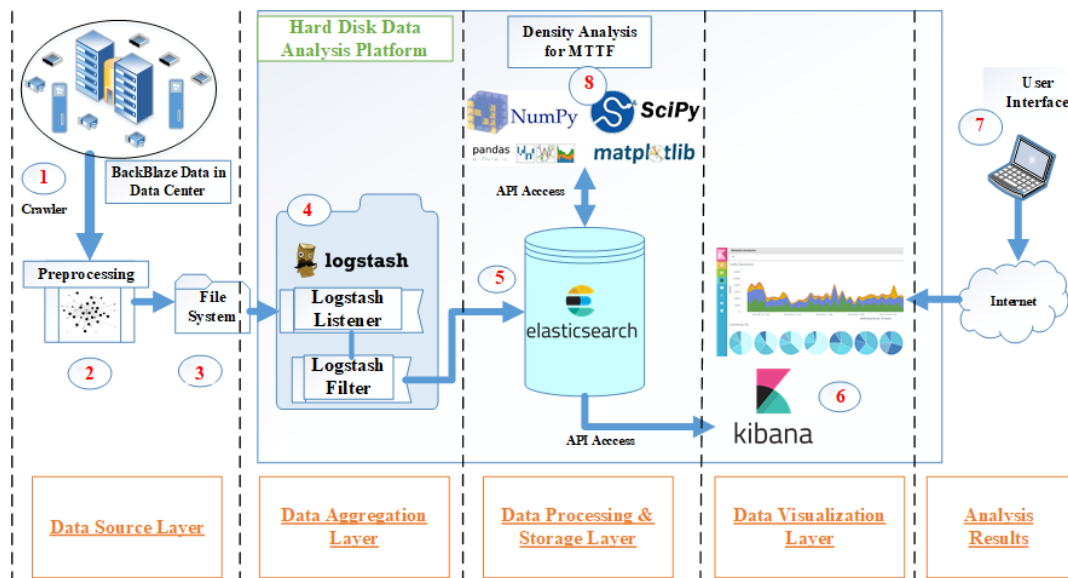 Hard Disk Data
Analysis Platform
Density Analysis
for MTTF
8
NumPy
SciPy
pandas
matplotlib
User
Interface
7
1
BackBlaze Data in
Data Center
Crawler
API Acccess
4
logstash
Preprocessing
File
System
Logstash
Listener
5
elasticsearch
Internet
2
3
Logstash
Filter
6
kibana
API Acccess
Data Source Layer
Data Aggregation
Layer
Data Processing &
Storage Layer
Data Visualization
Layer
Analysis
Results